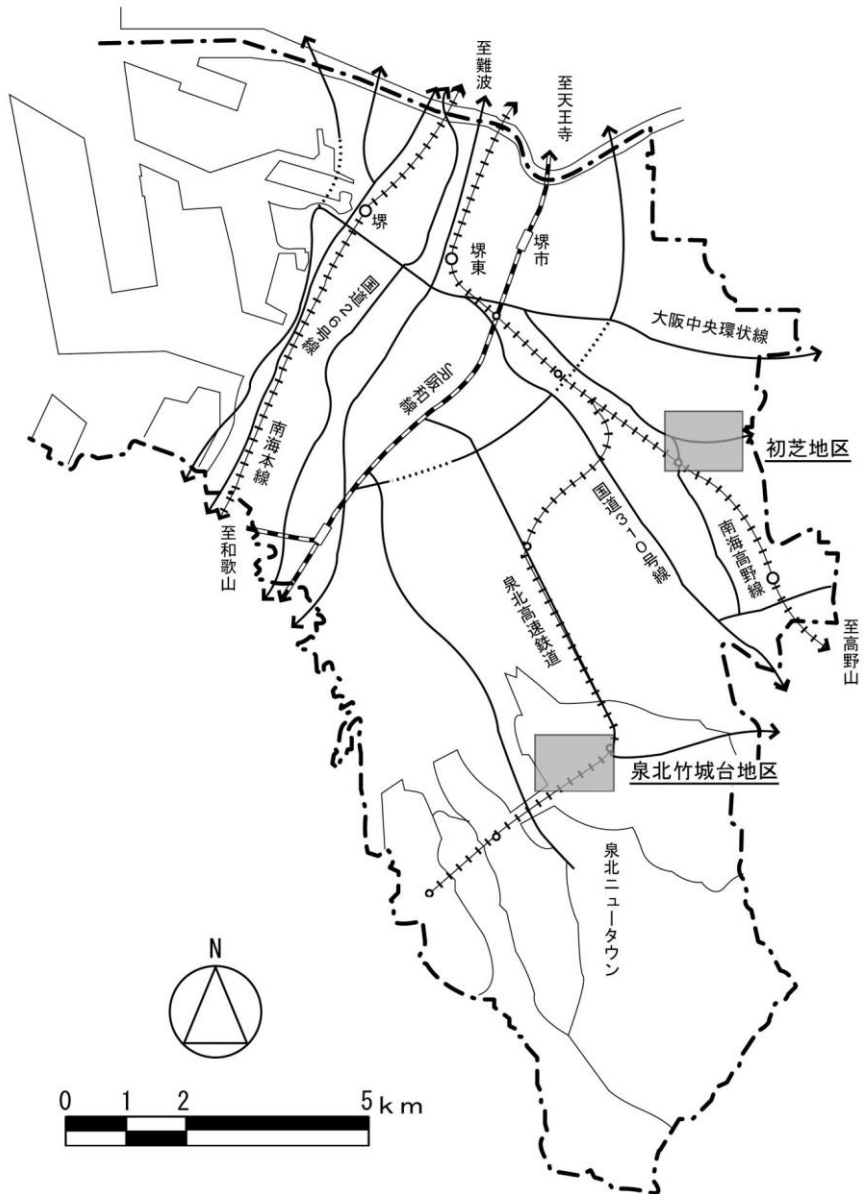 至難波
至天王寺
堺
堺東
堺市
国道26号線
大阪中央環状線
JR阪和線
南海本線
初芝地区
国道310号線
南海高野線
至和歌山
泉北高速鉄道
至高野山
泉北竹城台地区
泉北ニュータウン
N
0 1 2 5km